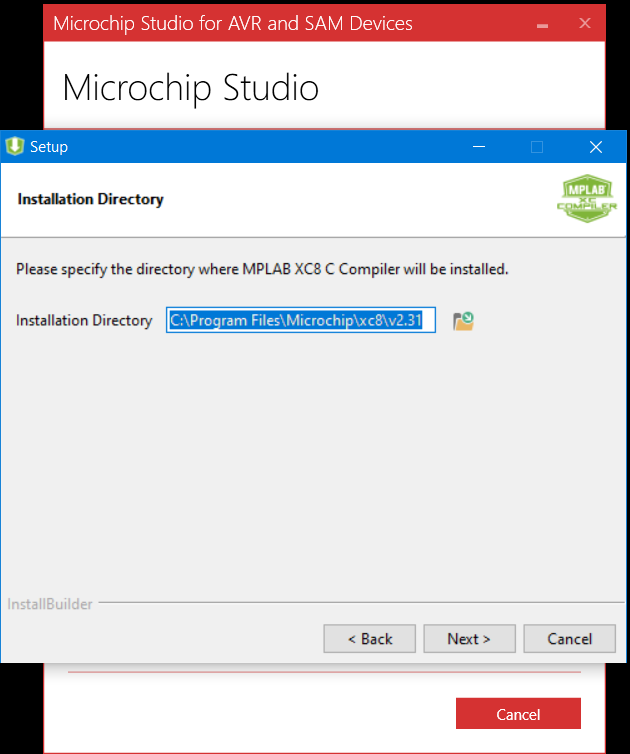 Microchip Studio for AVR and SAM Devices
Microchip Studio
Setup
Installation Directory
MPLAB
XC
COMPILER
Please specify the directory where MPLAB XC8 C Compiler will be installed.
Installation Directory C:\Program Files\Microchip\xc8\v2.31
InstallBuilder
< Back Next > Cancel
Cancel